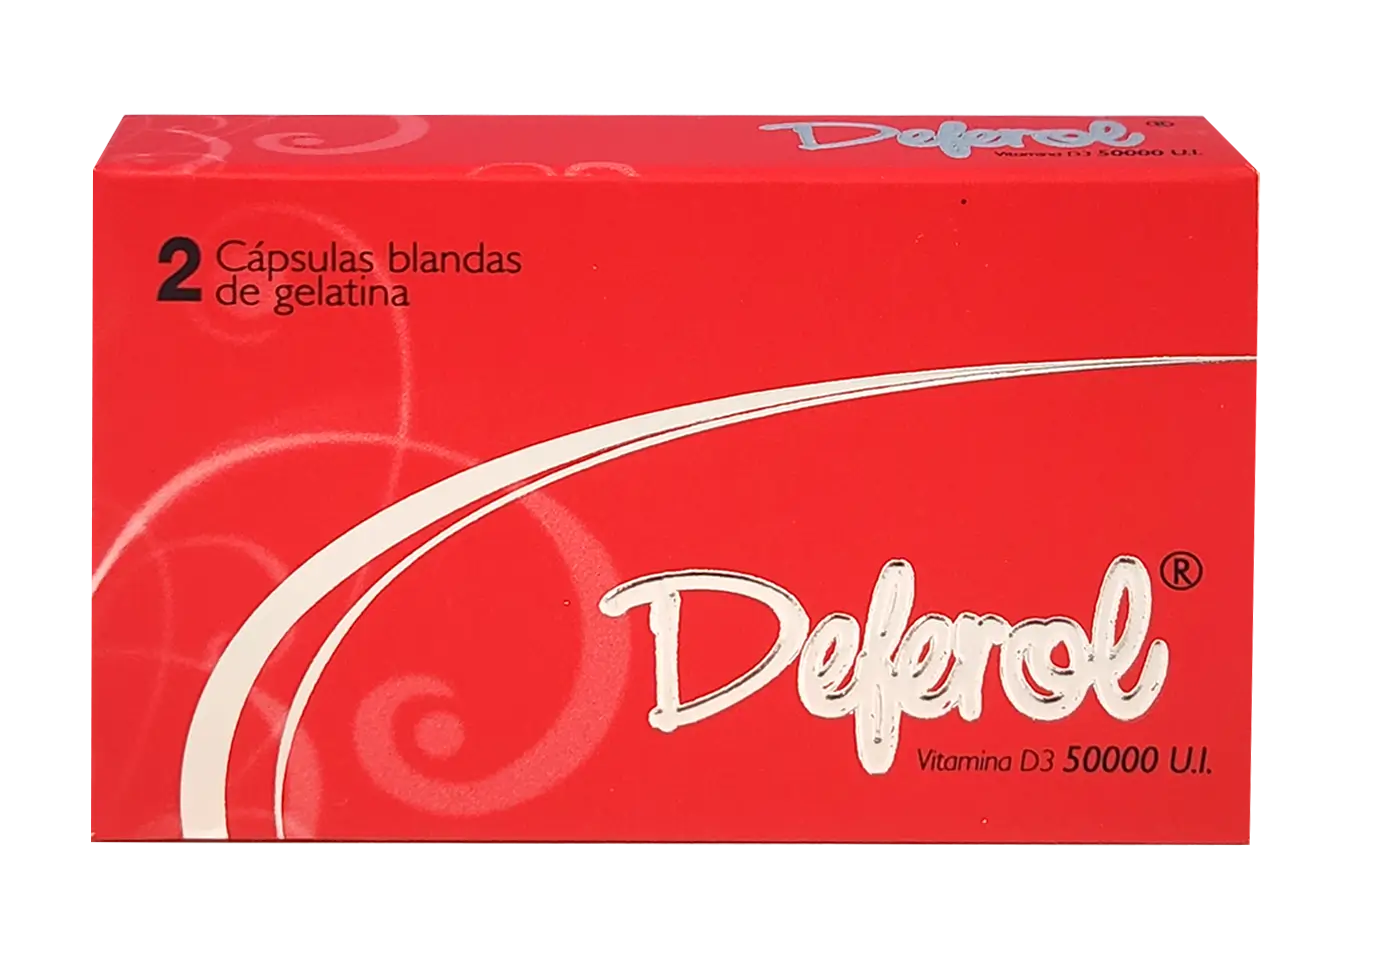 Deferol®
Vitamina D3 50000 U.I.
2 Cápsulas blandas
de gelatina
Deferol®
Vitamina D3 50000 U.I.